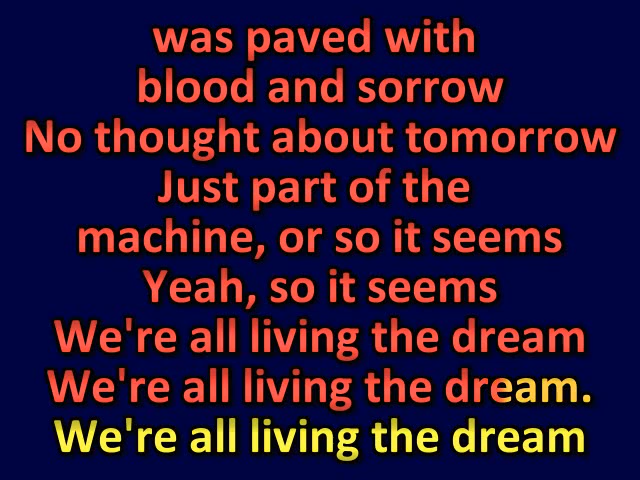 was paved with
blood and sorrow
No thought about tomorrow
Just part of the
machine, or so it seems
Yeah, so it seems
We're all living the dream
We're all living the dream.
We're all living the dream